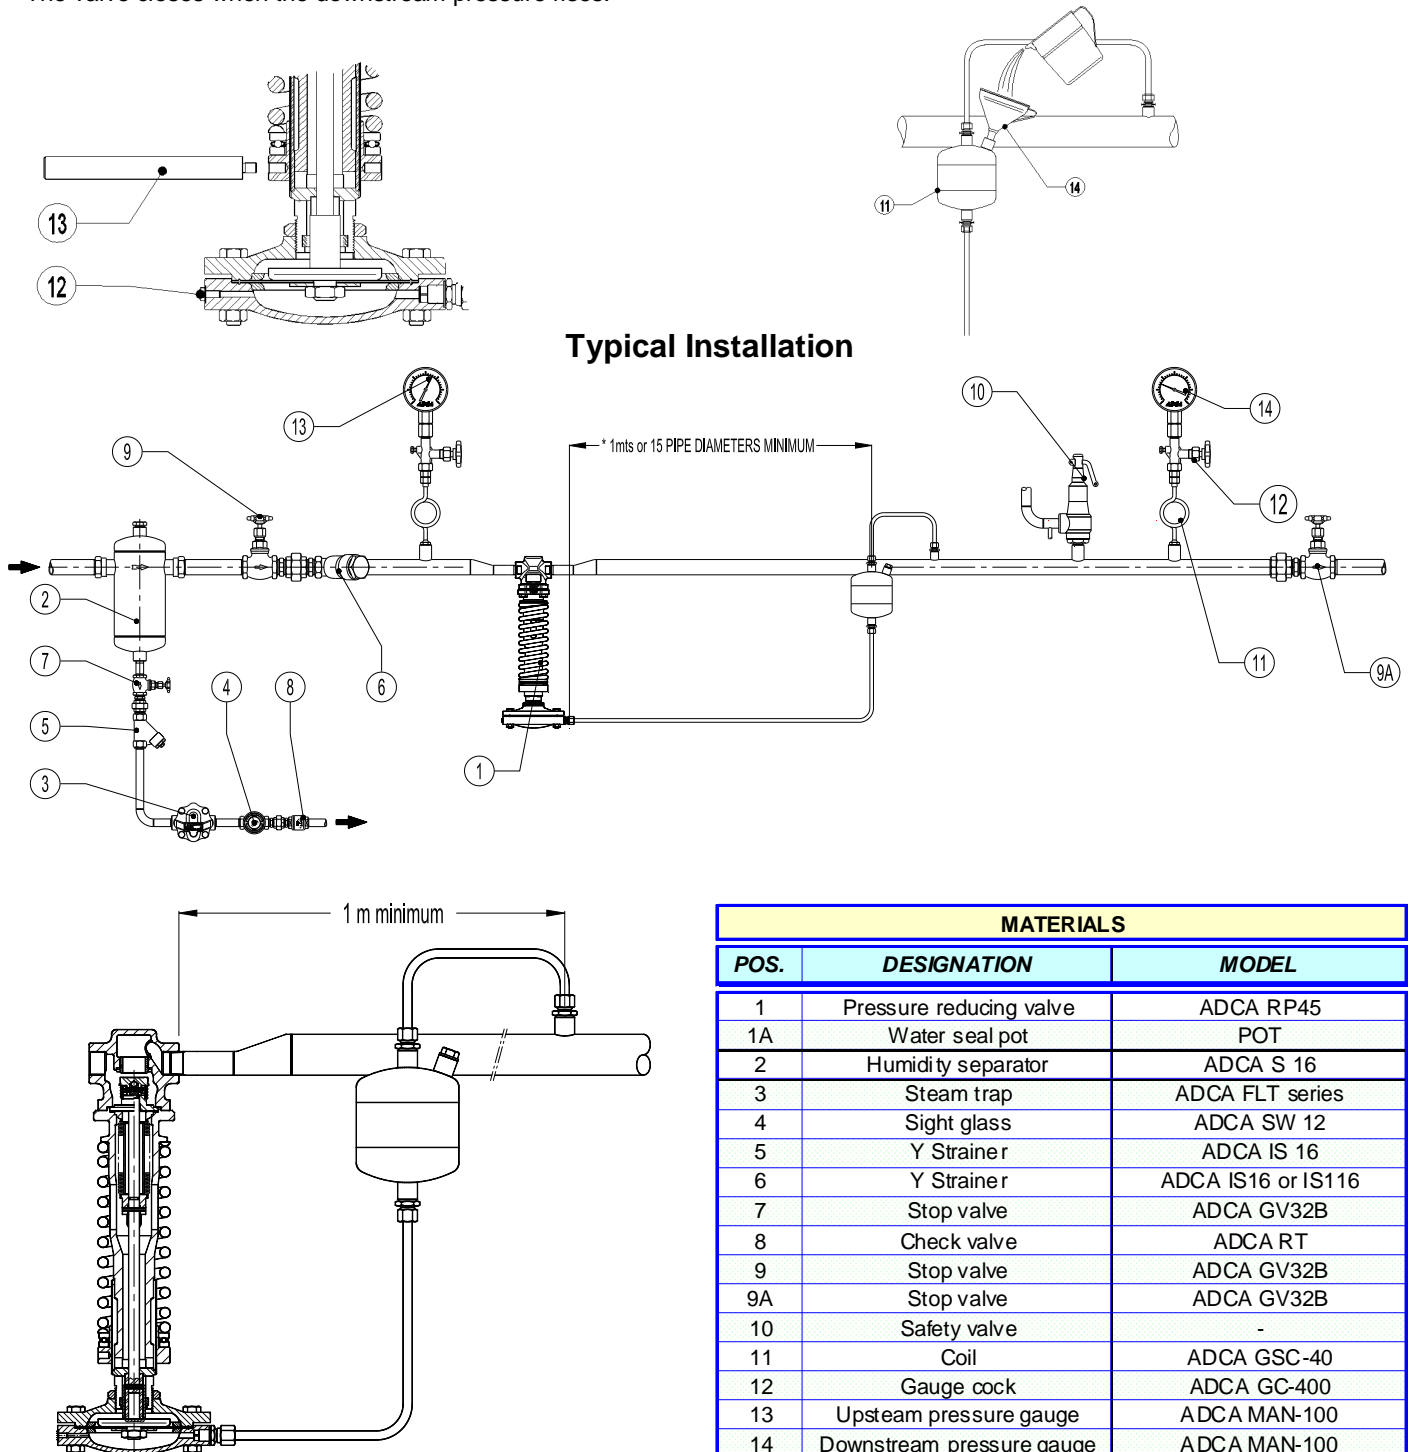 The valve closes when the downstream pressure rises.
13
12
11
14
Typical Installation
13
10
14
9
* 1mts or 15 PIPE DIAMETERS MINIMUM
12
2
11
7
4
8
6
9A
5
1
3
1 m minimum
MATERIALS
POS. DESIGNATION MODEL
1 Pressure reducing valve ADCA RP45
1A Water seal pot POT
2 Humidity separator ADCA S 16
3 Steam trap ADCA FLT series
4 Sight glass ADCA SW 12
5 Y Strainer ADCA IS 16
6 Y Strainer ADCA IS16 or IS116
7 Stop valve ADCA GV32B
8 Check valve ADCA RT
9 Stop valve ADCA GV32B
9A Stop valve ADCA GV32B
10 Safety valve -
11 Coil ADCA GSC-40
12 Gauge cock ADCA GC-400
13 Upsteam pressure gauge ADCA MAN-100
14 Downstream pressure gauge ADCA MAN-100